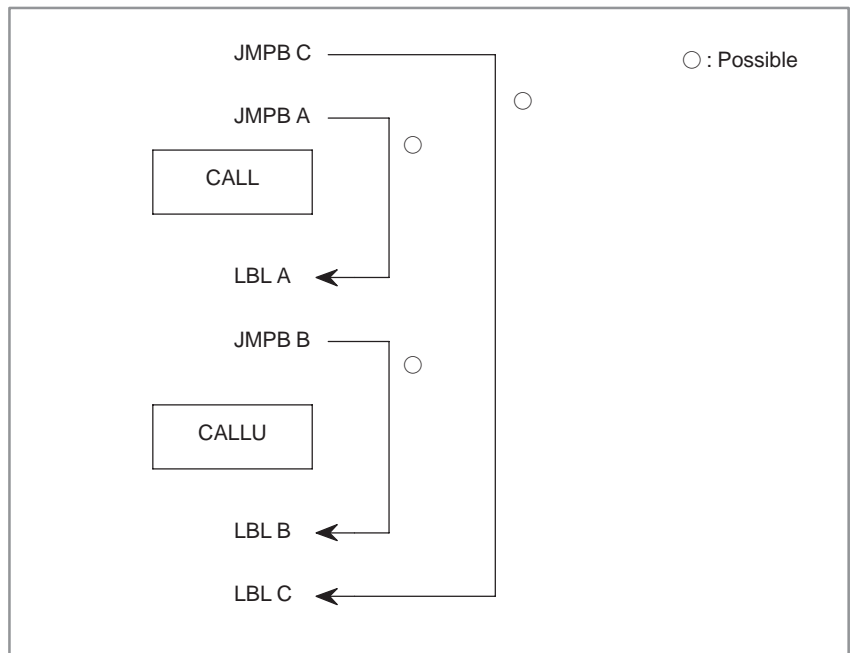 JMPB C
○ : Possible
JMPB A
CALL
LBL A
JMPB B
CALLU
LBL B
LBL C